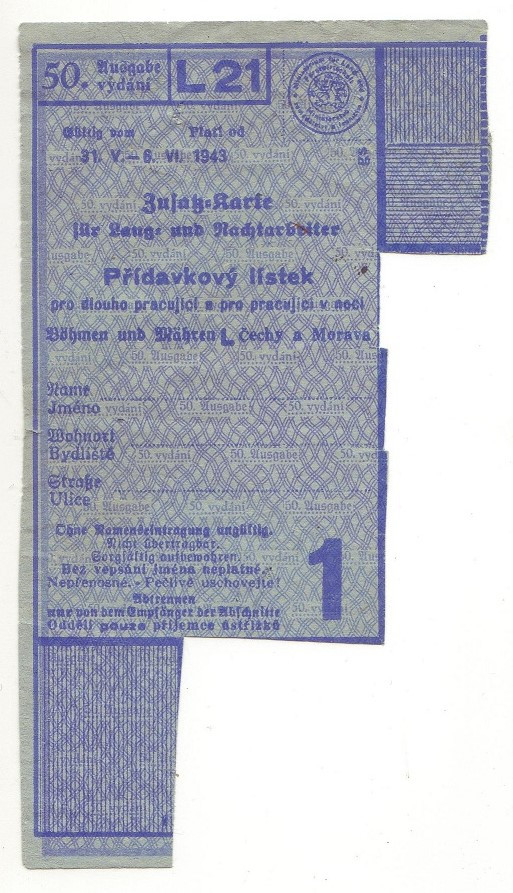 50. Ausgabe vydání L 21
Gültig vom Platí od
31. V.– 6. VI. 1943
Zusatz-Karte
für Lang- und Nachtarbeiter
Přídavkový lístek
pro dlouho pracující a pro pracující v noci
Böhmen und Mähren L Čechy a Morava
Name
Jméno
Wohnort
Bydliště
Straße
Ulice
Ohne Namenseintragung ungültig.
Nicht übertragbar.
Sorgfältig aufbewahren.
Bez vepsání jména neplatné.
Nepřenosné. - Pečlivě uschovejte!
Abtrennen
nur von dem Empfänger der Abschnitte
Oddělí pouze příjemce ústřižků
1